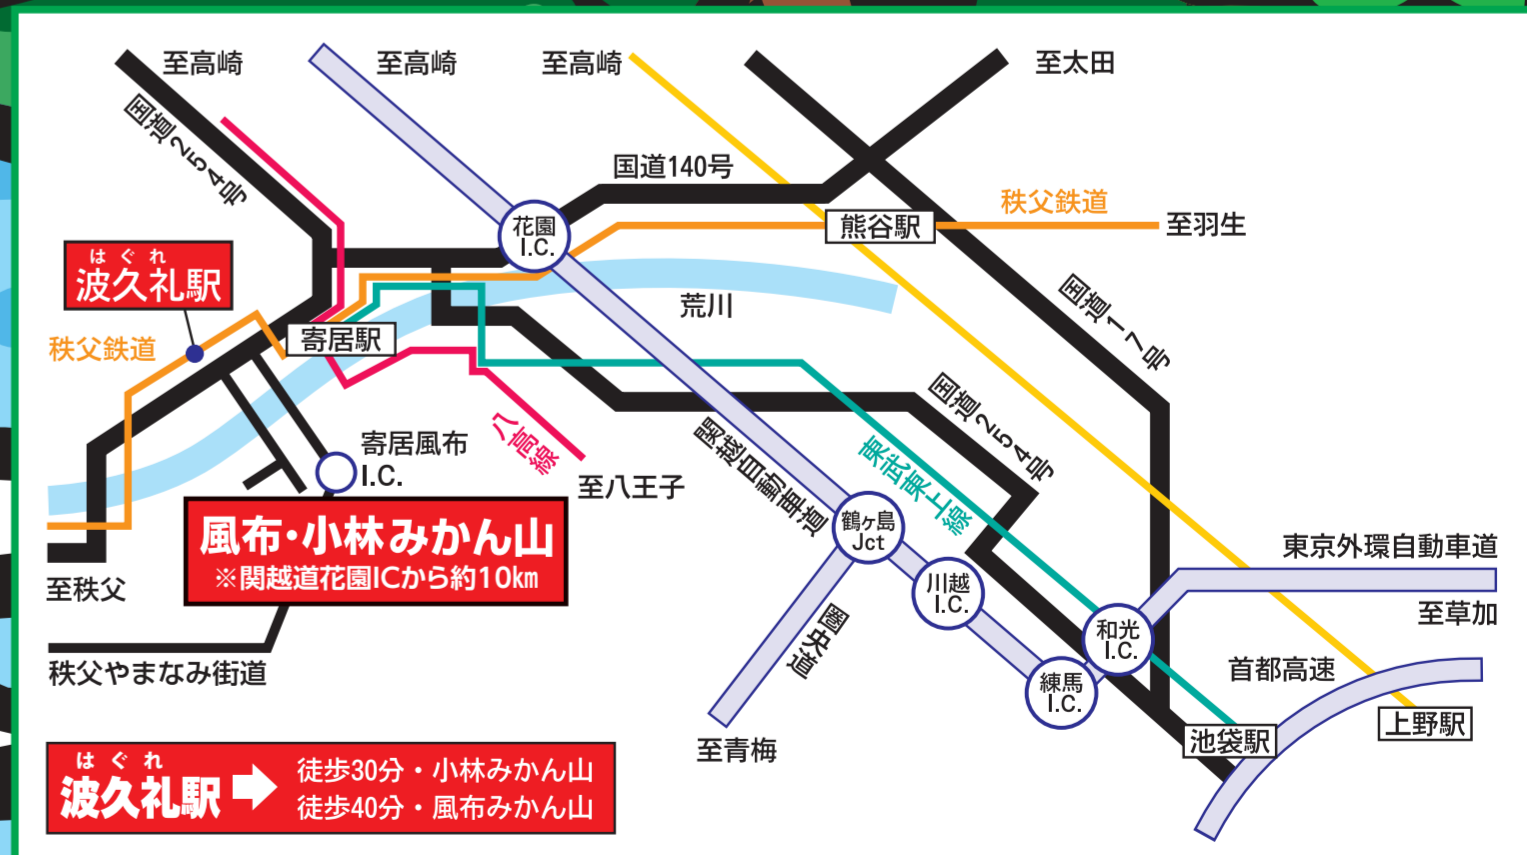 至高崎
至高崎
至高崎
至太田
国道254号
国道140号
秩父鉄道
至羽生
花園
I.C.
熊谷駅
はぐれ
波久礼駅
荒川
国道17号
秩父鉄道
寄居駅
国道254号
八高線
関越自動車道
東武東上線
寄居風布
I.C.
至八王子
風布・小林みかん山
※関越道花園ICから約10km
鶴ヶ島
Jct
東京外環自動車道
至秩父
川越
I.C.
至草加
圏央道
和光
I.C.
秩父やまなみ街道
首都高速
練馬
I.C.
上野駅
池袋駅
至青梅
はぐれ
波久礼駅
徒歩30分・小林みかん山
徒歩40分・風布みかん山